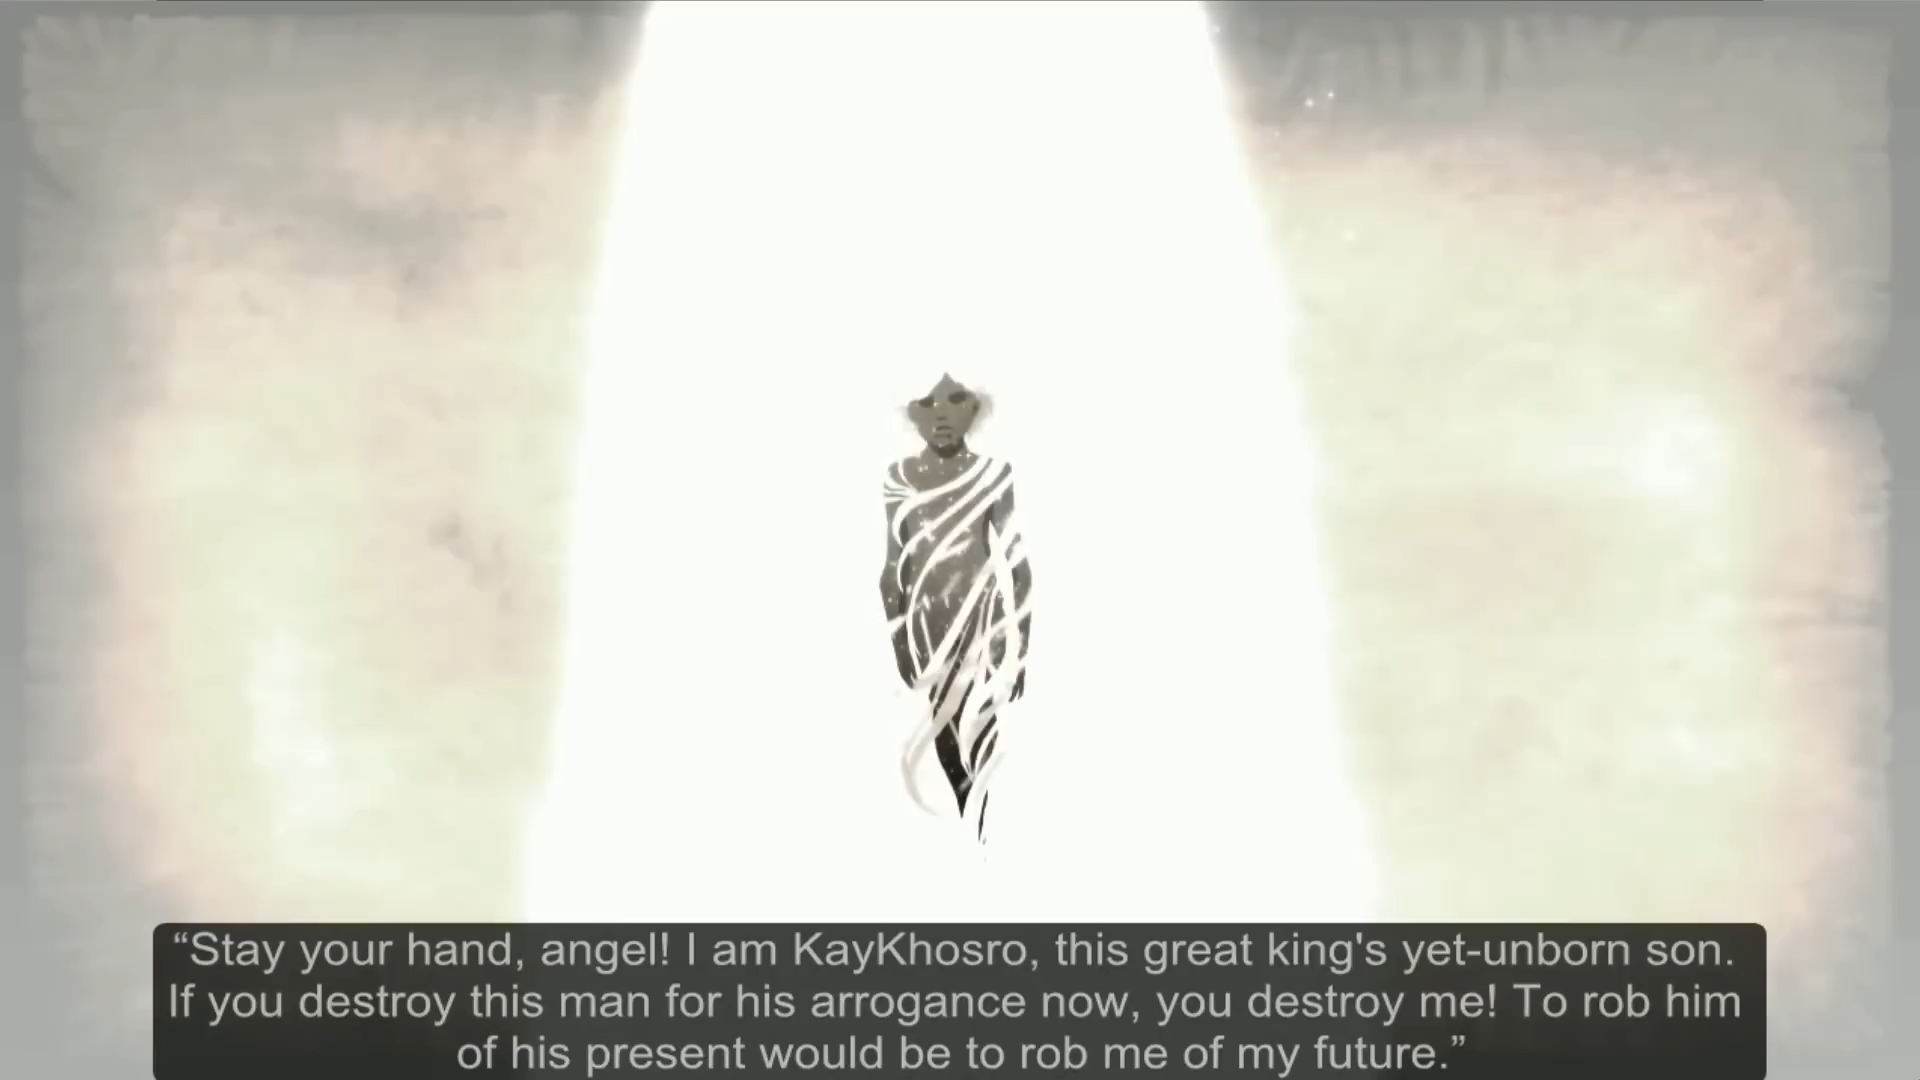 “Stay your hand, angel! I am KayKhosro, this great king's yet-unborn son.
If you destroy this man for his arrogance now, you destroy me! To rob him
of his present would be to rob me of my future.”